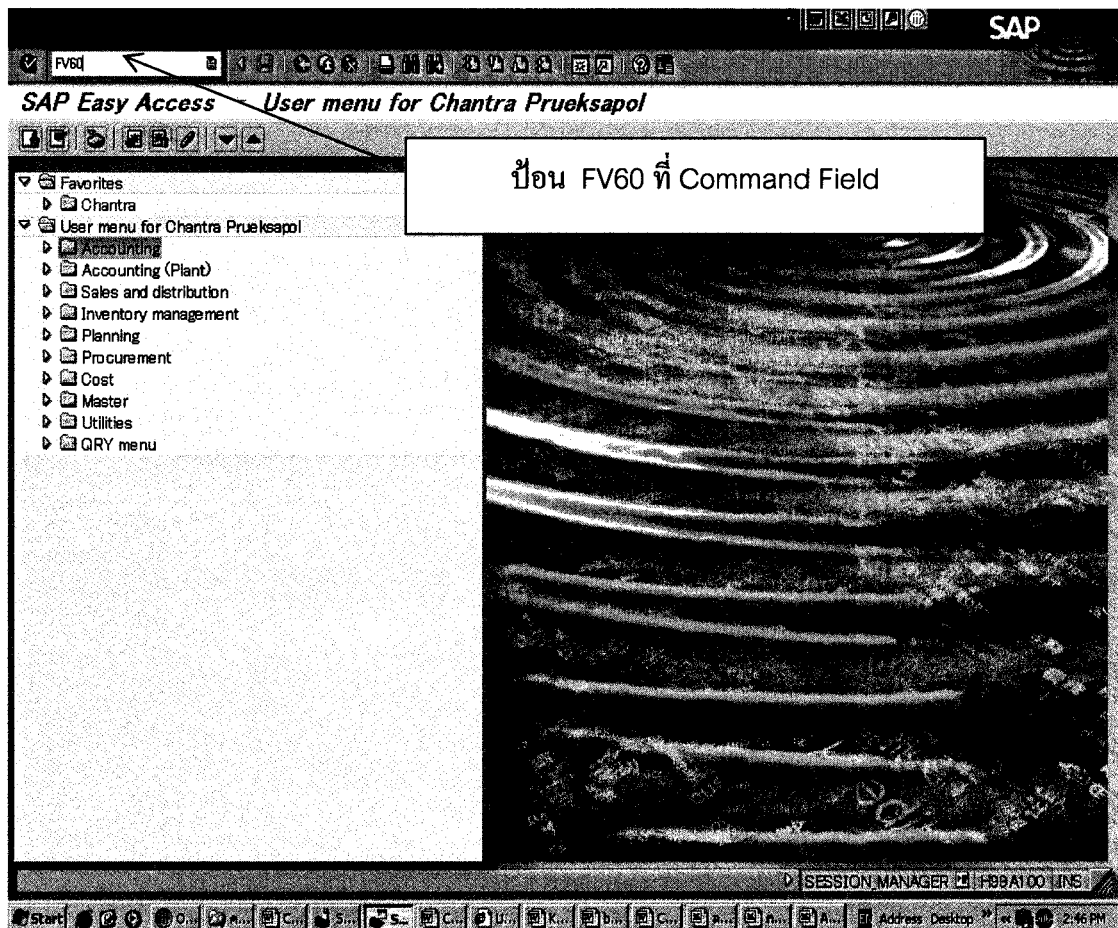 SAP
FV60
SAP Easy Access - User menu for Chantra Prueksapol
ป้อน FV60 ที่ Command Field
Favorites
Chantra
User menu for Chantra Prueksapol
Accounting
Accounting (Plant)
Sales and distribution
Inventory management
Planning
Procurement
Cost
Master
Utilities
QRY menu
SESSION_MANAGER H99A100 INS
Start O... n... C... S... S... C... U... K... b... C... a... n... A... Address Desktop » « 2:46 PM